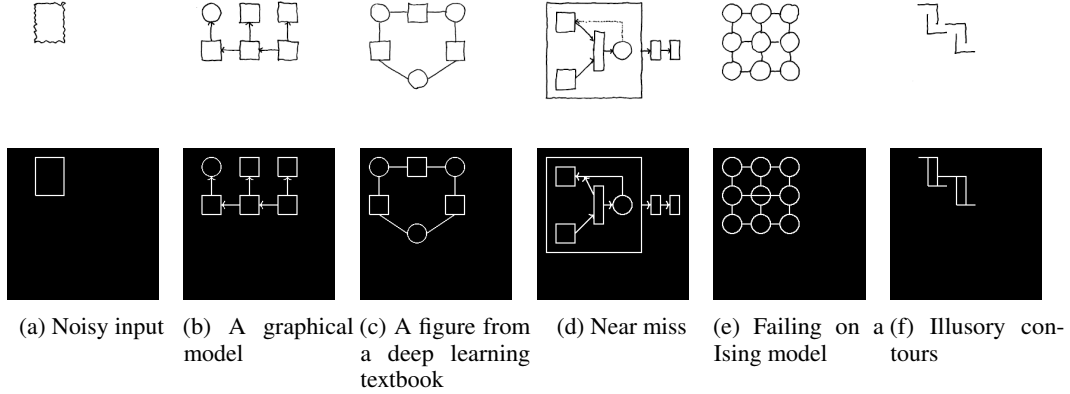 (a) Noisy input
(b) A graphical
model
(c) A figure from
a deep learning
textbook
(d) Near miss
(e) Failing on a
Ising model
(f) Illusory con-
tours